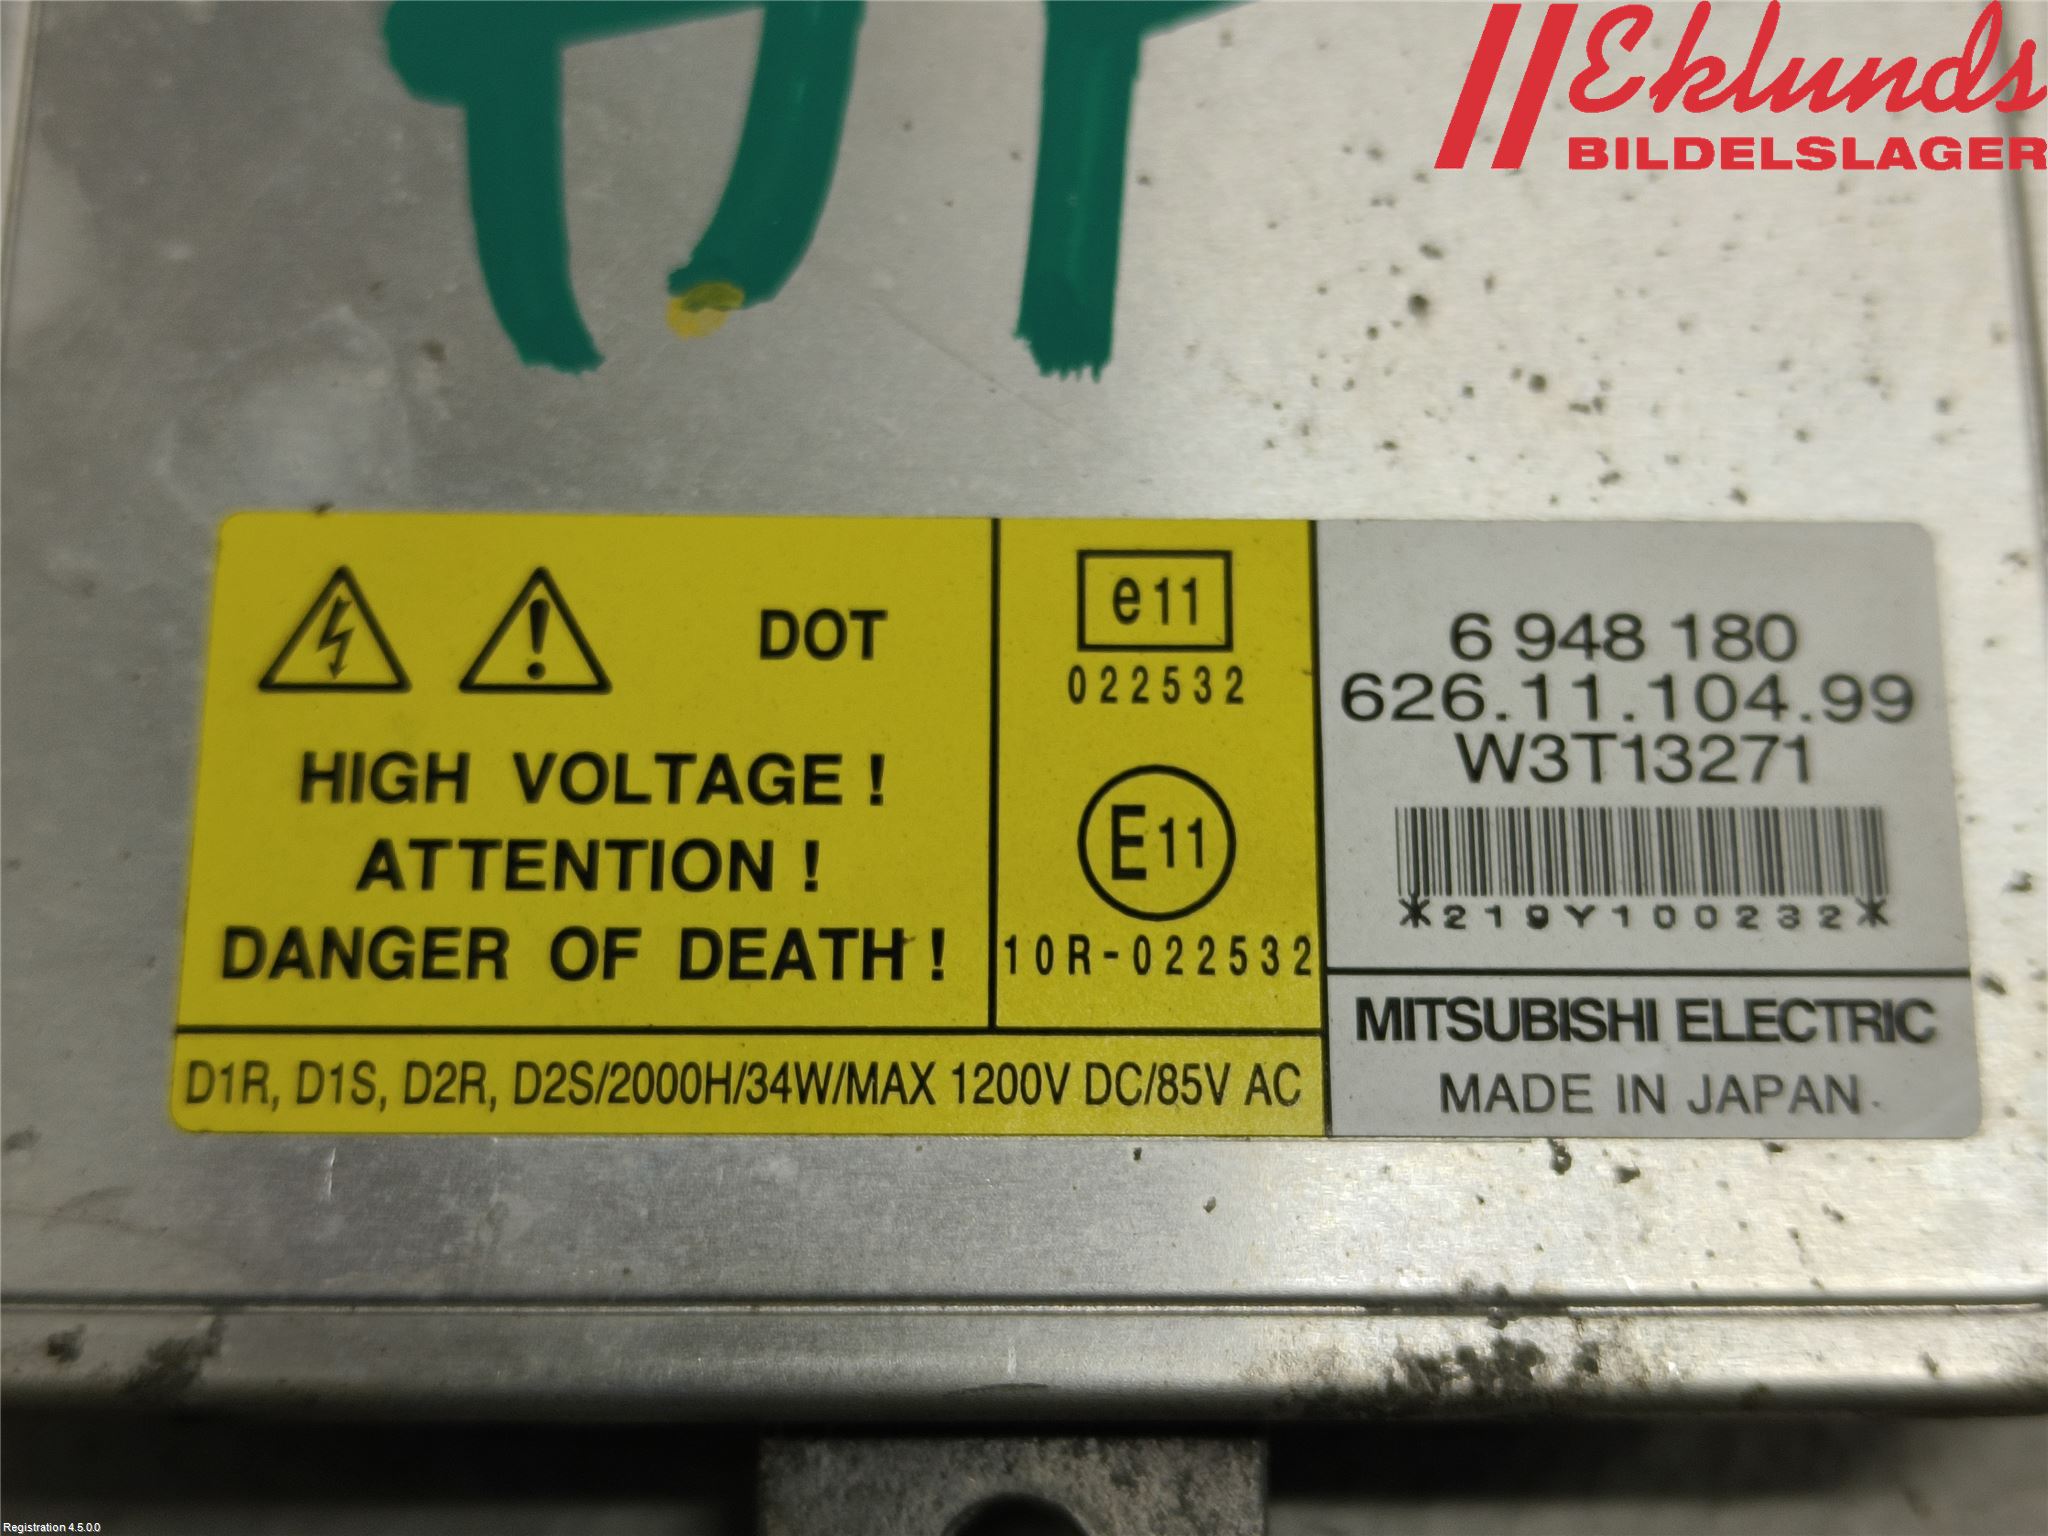 Eklunds
BILDELSLAGER
DOT
HIGH VOLTAGE !
ATTENTION !
DANGER OF DEATH !
e11
022532
E11
10R-022532
6 948 180
626.11.104.99
W3T13271
*219Y100232*
MITSUBISHI ELECTRIC
MADE IN JAPAN
D1R, D1S, D2R, D2S/2000H/34W/MAX 1200V DC/85V AC
Registration 4.5.0.0